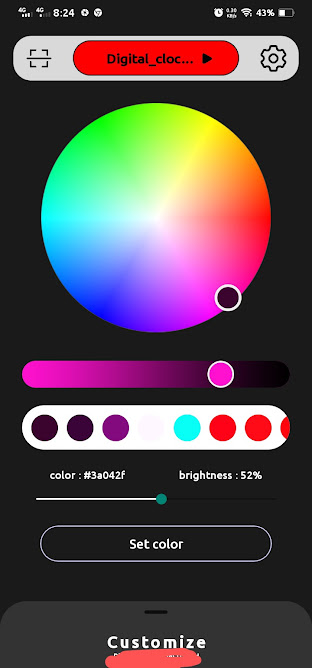 4G 4G 8:24 0.30 KB/s 43%
Digital_cloc...
color : #3a042f brightness : 52%
Set color
Customize